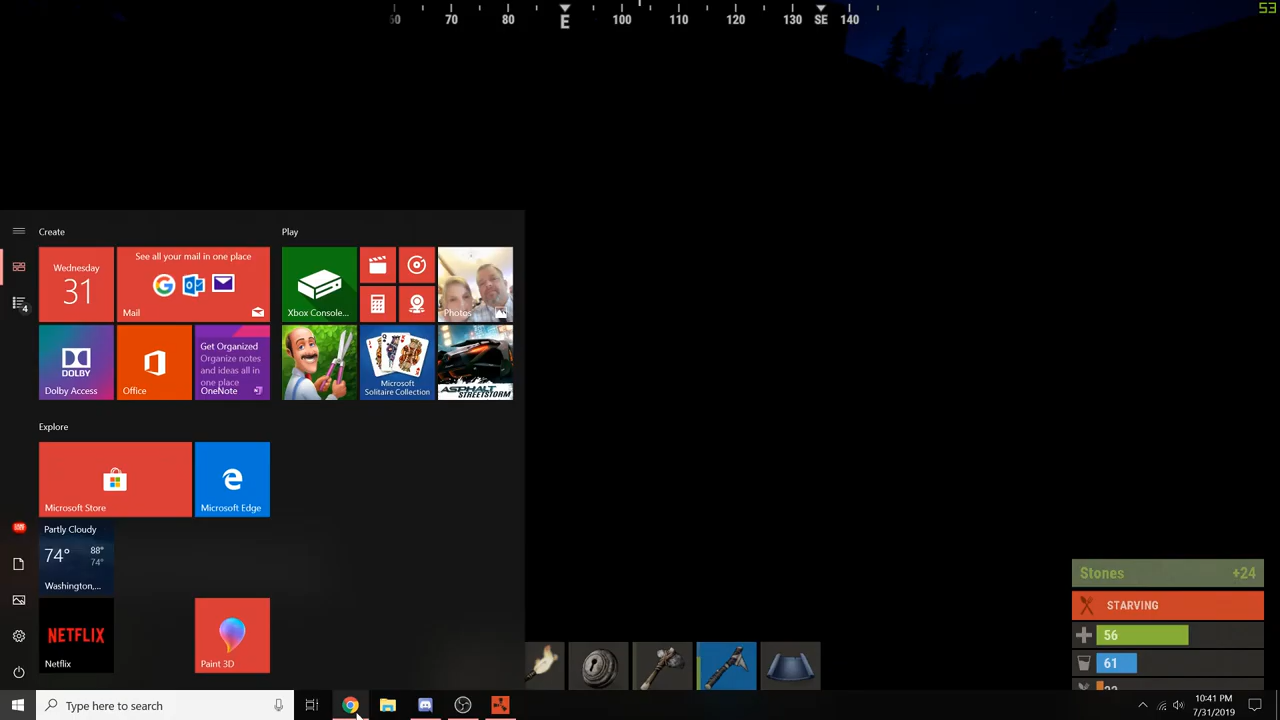 60 70 80 E 100 110 120 130 SE 140
53
Create
Play
Wednesday
31
See all your mail in one place
Mail
Xbox Console...
Photos
4
DOLBY
Dolby Access
Office
Get Organized
Organize notes
and ideas all in
one place
OneNote
Microsoft
Solitaire Collection
ASPHALT
STREETSTORM
Explore
Microsoft Store
Microsoft Edge
Partly Cloudy
74° 88°
74°
Washington,...
NETFLIX
Netflix
Paint 3D
Stones +24
STARVING
56
61
Type here to search
10:41 PM
7/31/2019